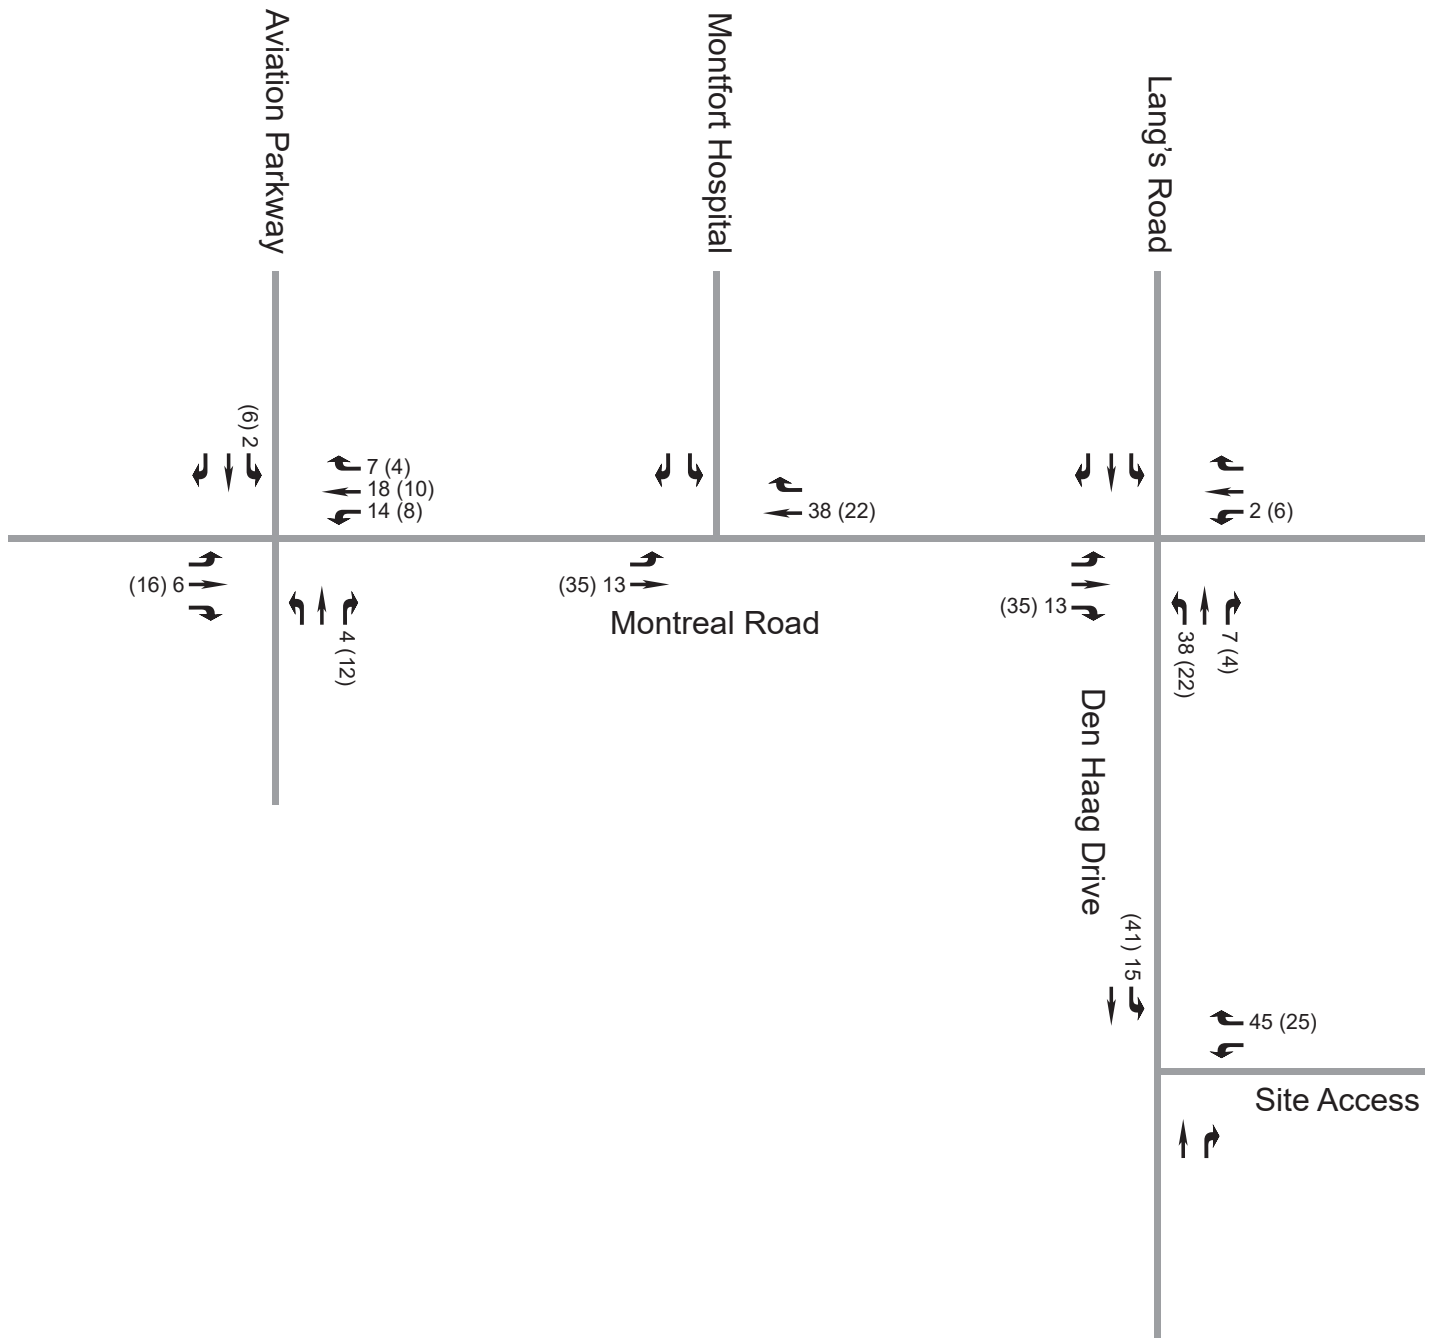 Aviation Parkway
Montfort Hospital
Lang's Road
(6) 2
7 (4)
18 (10)
14 (8)
38 (22)
2 (6)
(16) 6
(35) 13
(35) 13
Montreal Road
4 (12)
38 (22)
7 (4)
Den Haag Drive
(41) 15
45 (25)
Site Access